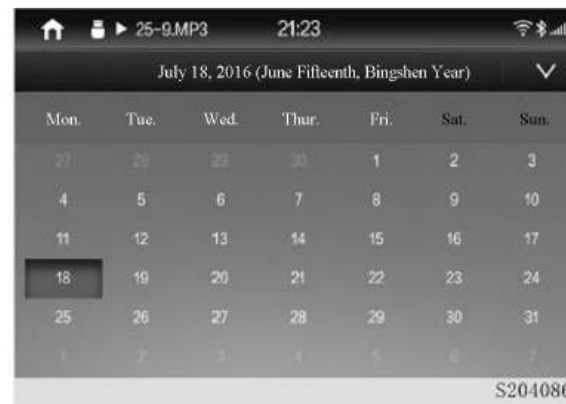 25-9.MP3 21:23
July 18, 2016 (June Fifteenth, Bingshen Year)
Mon. Tue. Wed. Thur. Fri. Sat. Sun.
27 28 29 30 1 2 3
4 5 6 7 8 9 10
11 12 13 14 15 16 17
18 19 20 21 22 23 24
25 26 27 28 29 30 31
1 2 3 4 5 6 7
S204086